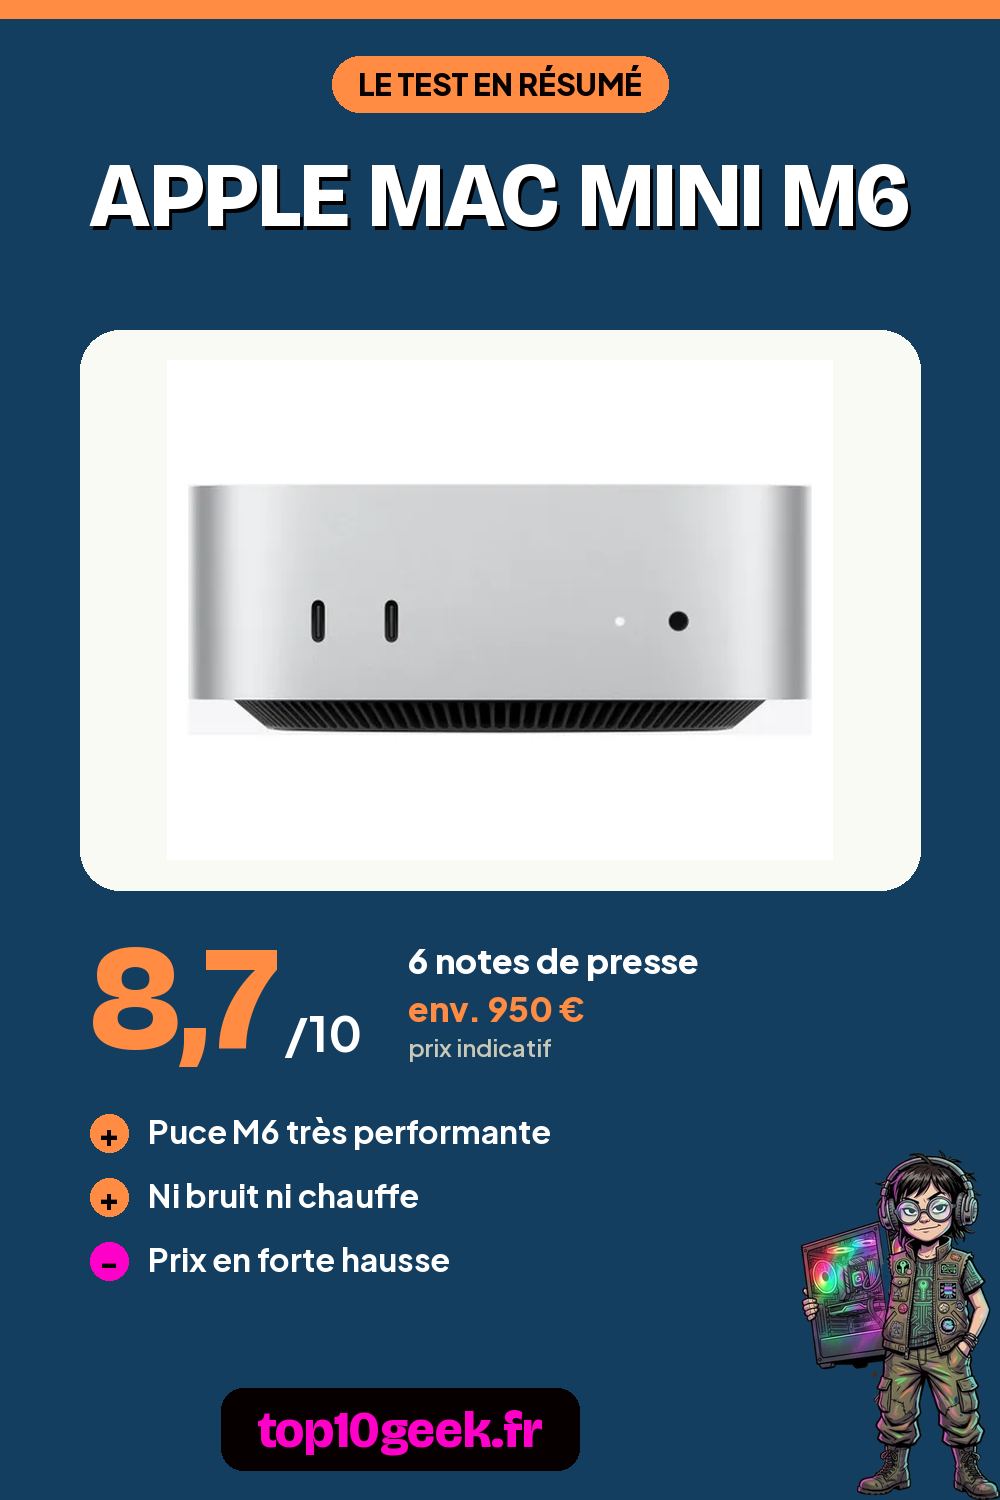 LE TEST EN RÉSUMÉ
APPLE MAC MINI M6
8,7/10
6 notes de presse
env. 950 €
prix indicatif
+ Puce M6 très performante
+ Ni bruit ni chauffe
- Prix en forte hausse
top10geek.fr